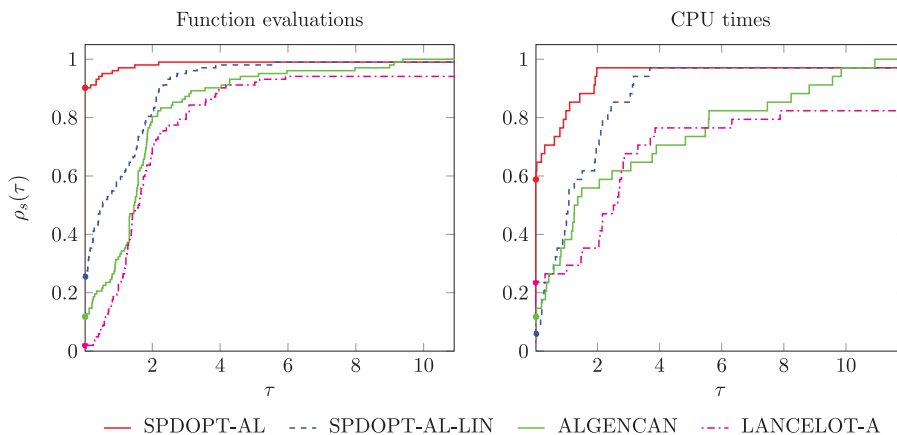 Function evaluations
CPU times
1
0.8
0.6
0.4
0.2
0
ρs(τ)
0 2 4 6 8 10
τ
1
0.8
0.6
0.4
0.2
0
0 2 4 6 8 10
τ
SPDOPT-AL SPDOPT-AL-LIN ALGENCAN LANCELOT-A